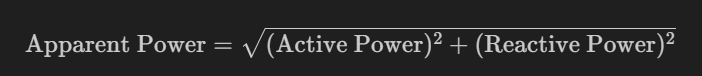 Apparent Power = √(Active Power)² + (Reactive Power)²